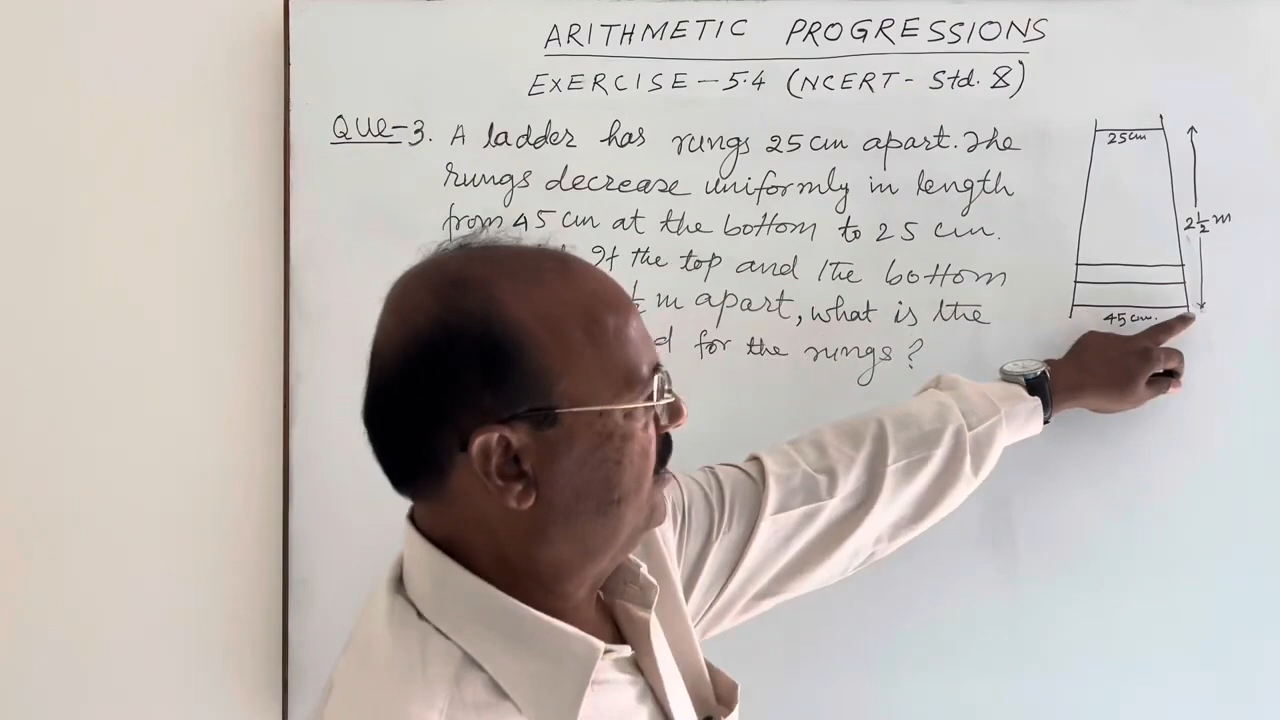 ARITHMETIC PROGRESSIONS
EXERCISE-5.4 (NCERT- Std. 8)
QUE-3. A ladder has rungs 25 cm apart. The
rungs decrease uniformly in length
from 45 cm at the bottom to 25 cm.
If the top and the bottom
m apart, what is the
for the rungs?
25cm
2 1/2 m
45 cm.